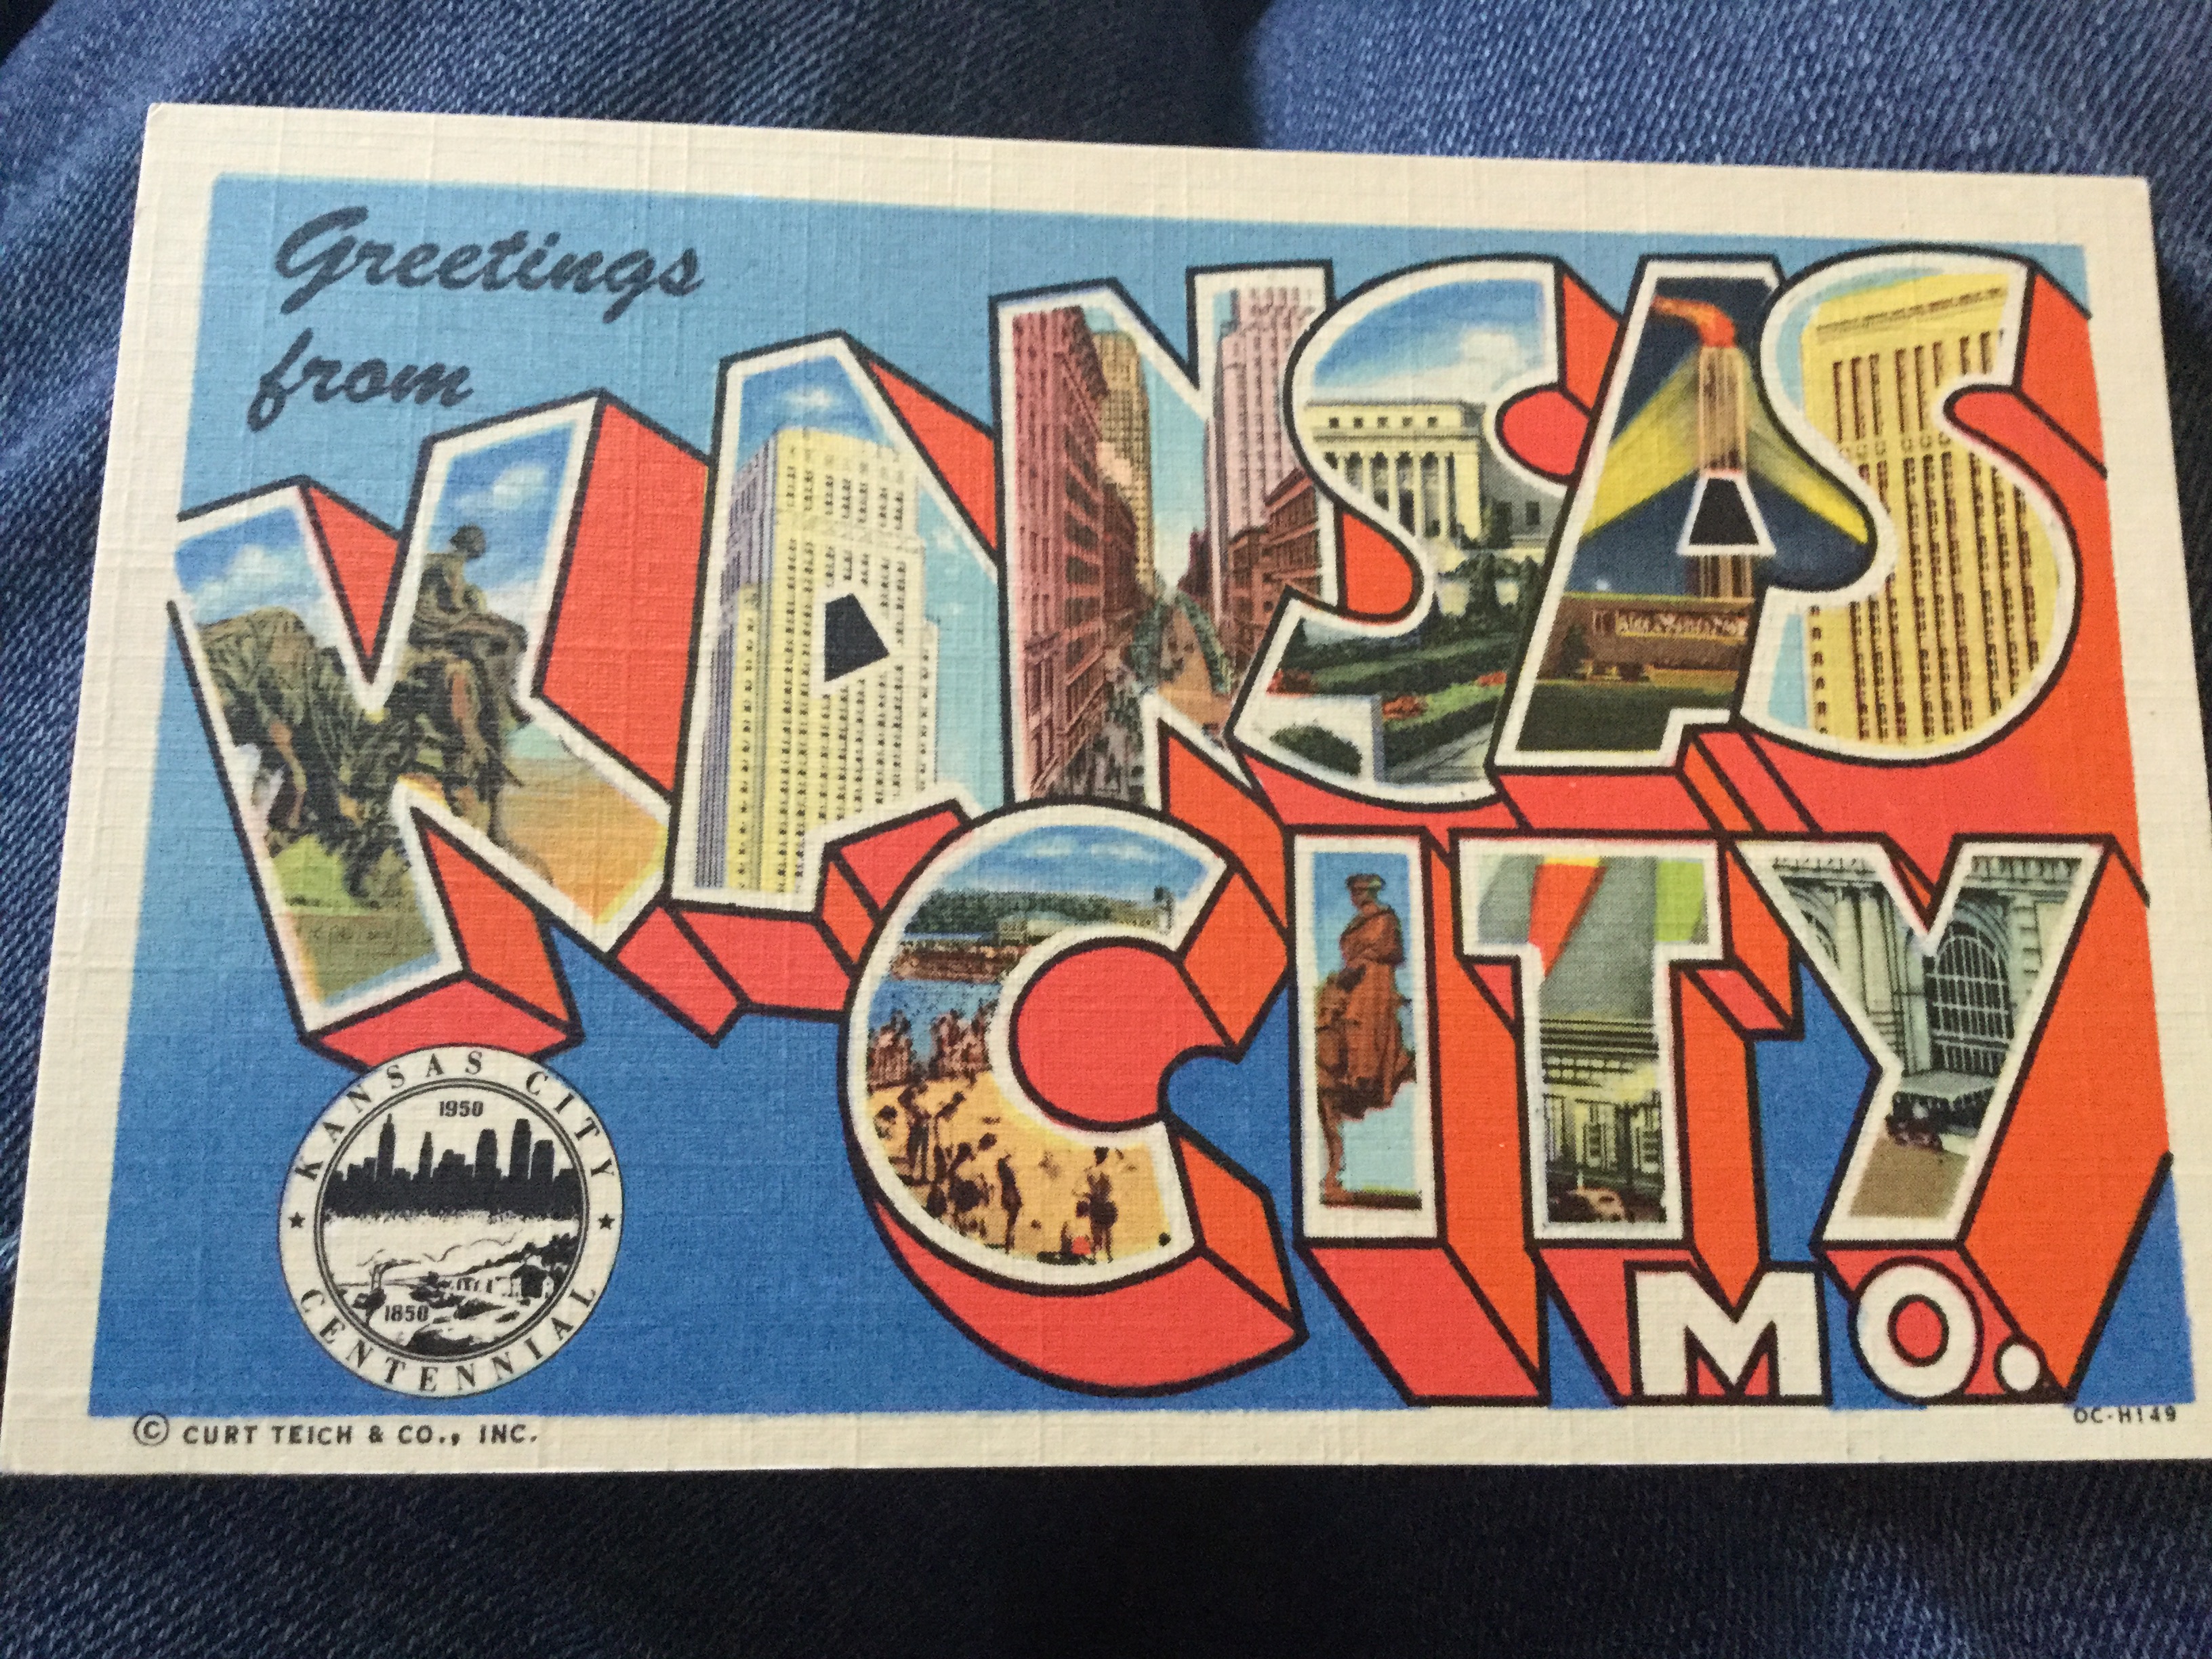 Greetings
from
KANSAS
CITY
MO.
KANSAS CITY
1950
1850
CENTENNIAL
© CURT TEICH & CO., INC.
OC-H149